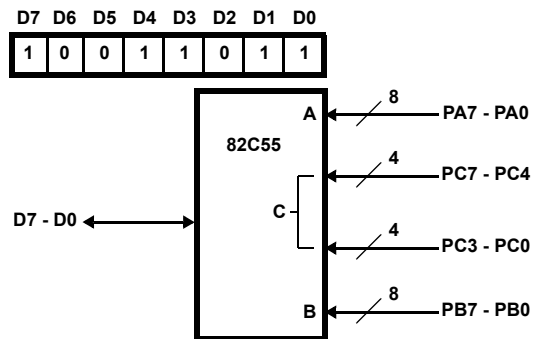 D7 D6 D5 D4 D3 D2 D1 D0
1 0 0 1 1 0 1 1
A 8 PA7 - PA0
82C55
4 PC7 - PC4
C
D7 - D0
4 PC3 - PC0
B 8 PB7 - PB0